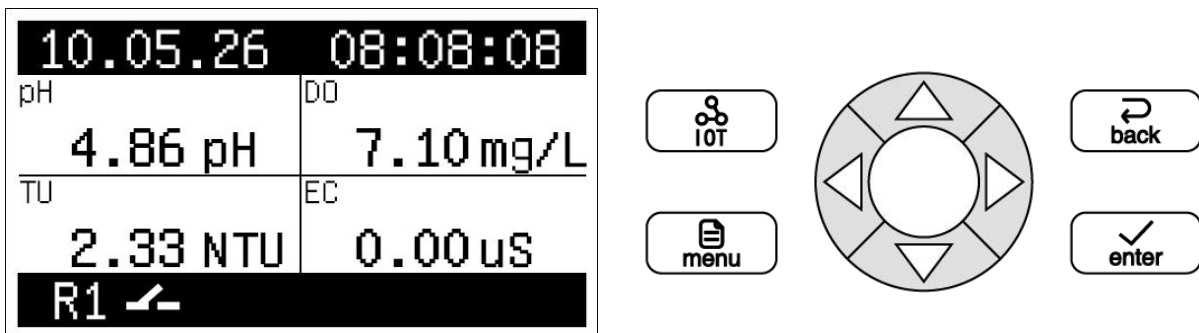 10.05.26 08:08:08
pH DO
4.86 pH 7.10 mg/L
TU EC
2.33 NTU 0.00 uS
R1
IOT back
menu enter